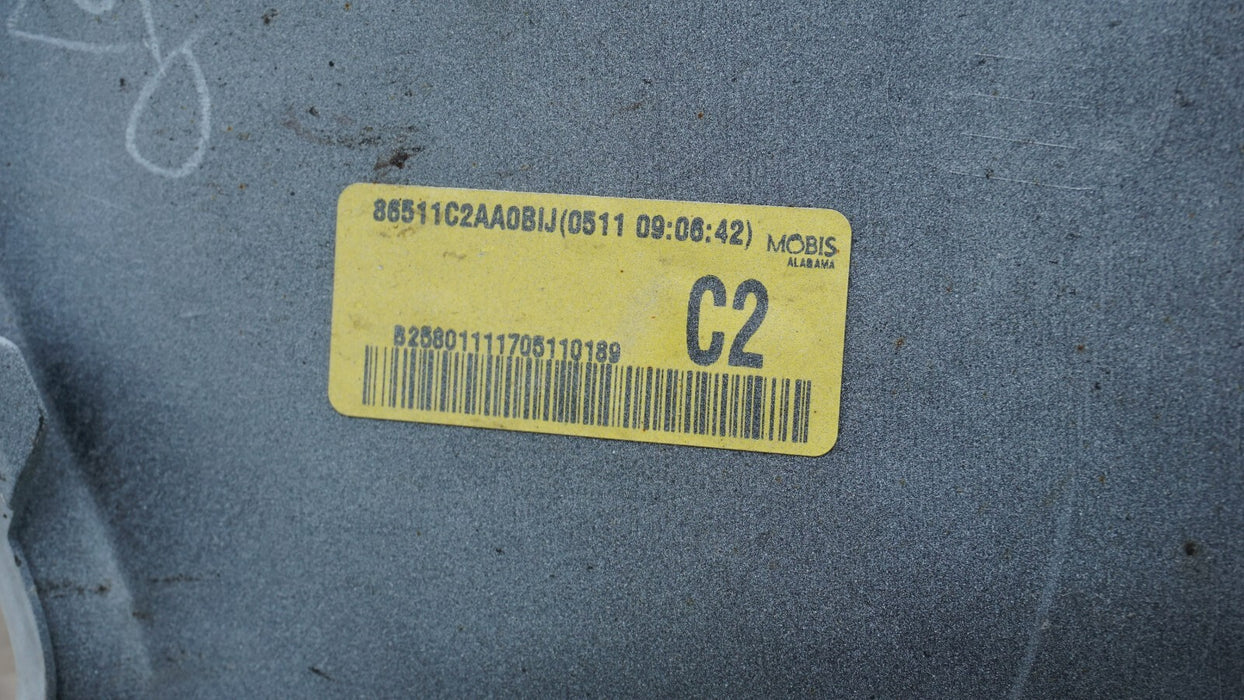 86511C2AA0BIJ(0511 09:06:42)
MOBIS
ALABAMA
C2
B25801111705110189